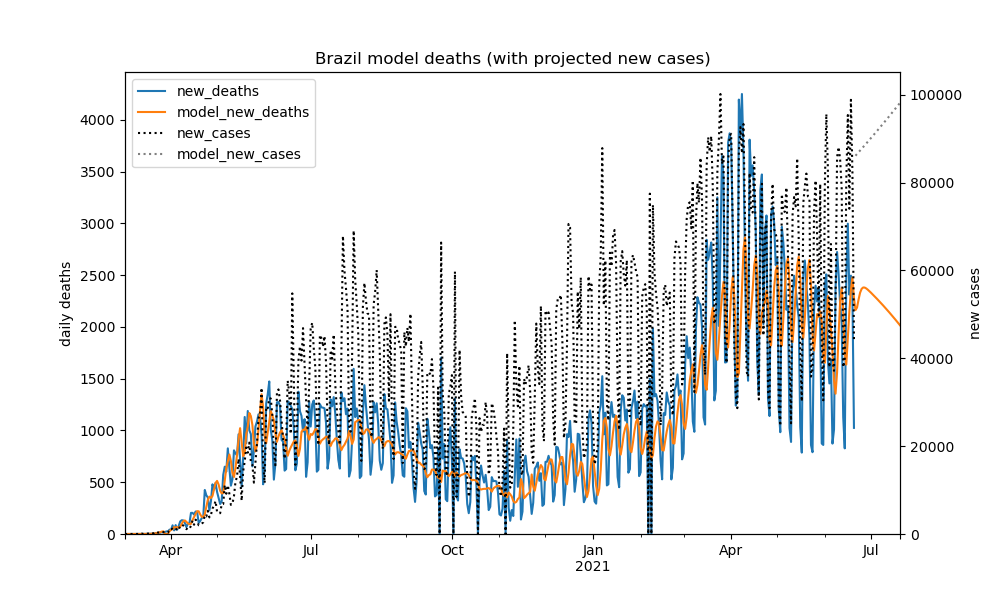 Brazil model deaths (with projected new cases)
new_deaths
model_new_deaths
new_cases
model_new_cases
daily deaths
4000
3500
3000
2500
2000
1500
1000
500
0
new cases
100000
80000
60000
40000
20000
0
Apr
Jul
Oct
Jan
2021
Apr
Jul